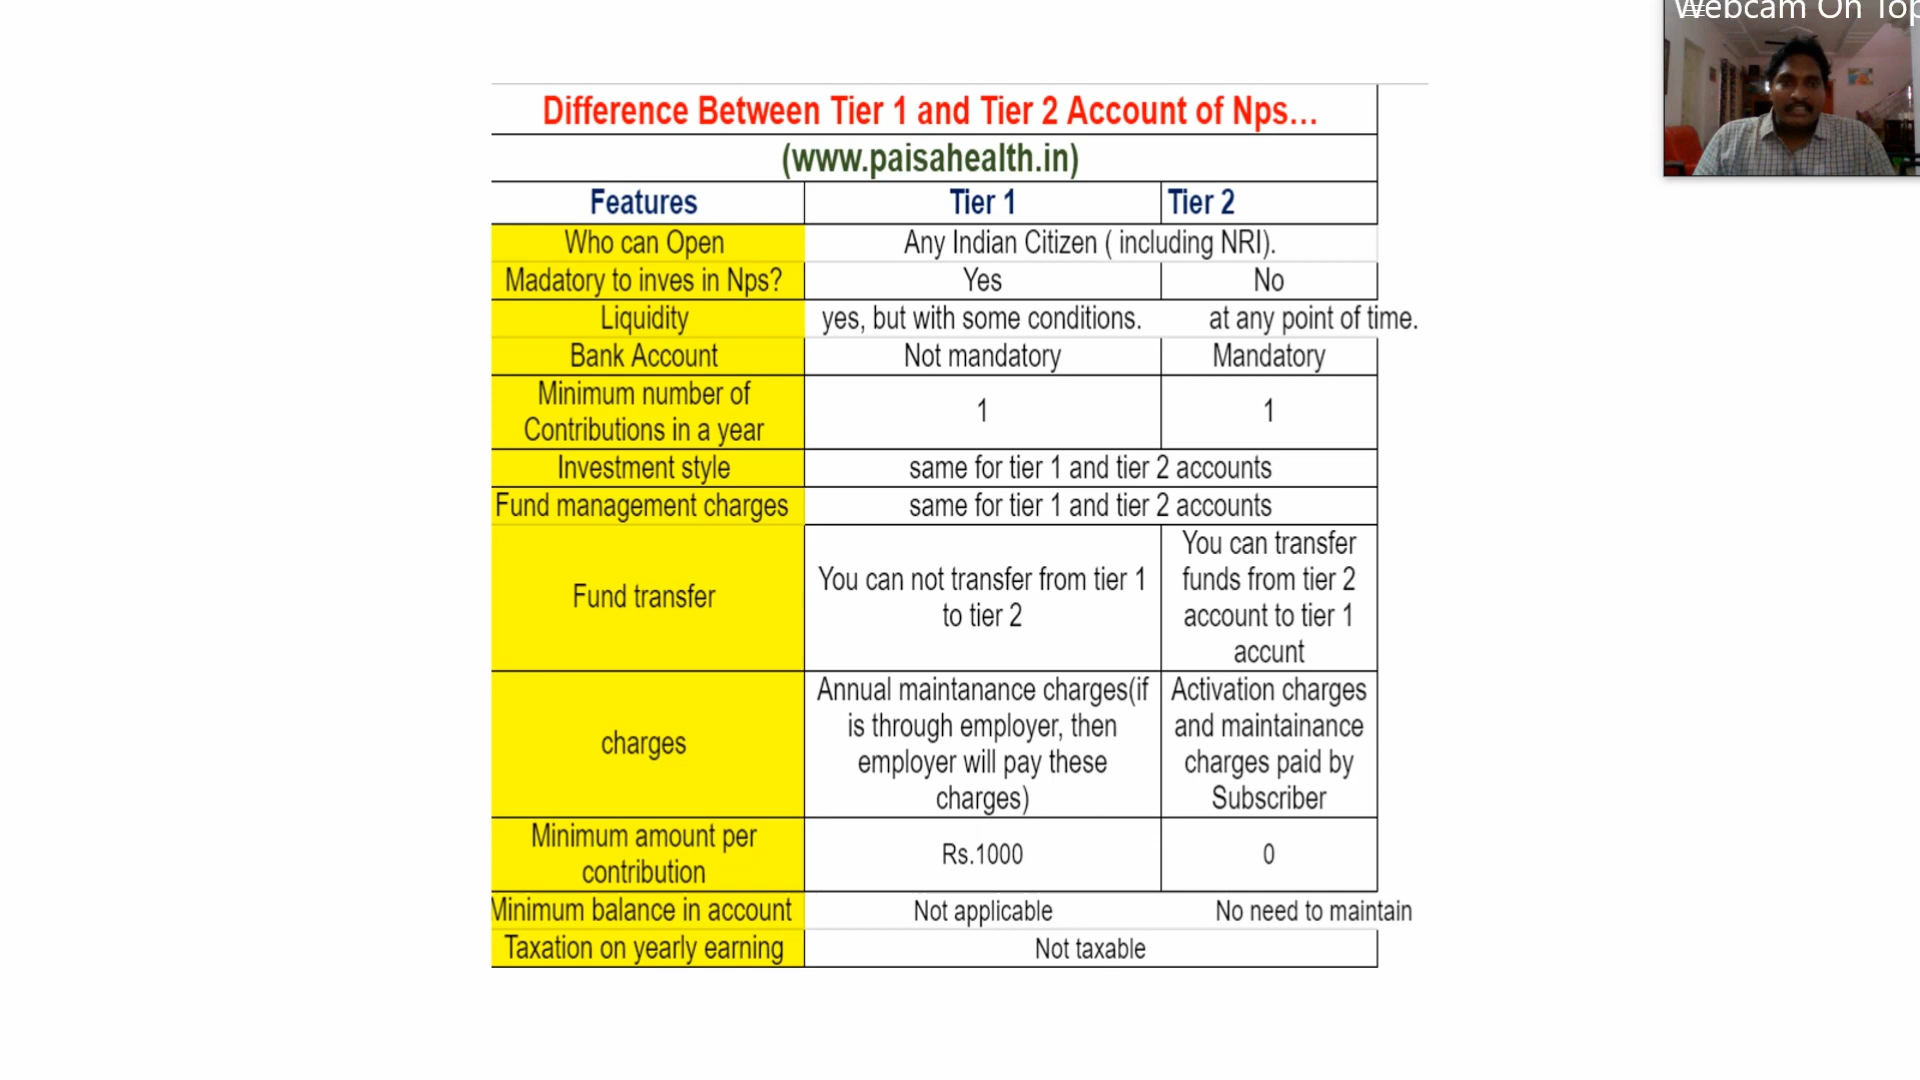 Webcam On Top
Difference Between Tier 1 and Tier 2 Account of Nps...
(www.paisahealth.in)
Features Tier 1 Tier 2
Who can Open Any Indian Citizen ( including NRI).
Madatory to inves in Nps? Yes No
Liquidity yes, but with some conditions. at any point of time.
Bank Account Not mandatory Mandatory
Minimum number of
Contributions in a year
1 1
Investment style same for tier 1 and tier 2 accounts
Fund management charges same for tier 1 and tier 2 accounts
Fund transfer
You can not transfer from tier 1
to tier 2
You can transfer
funds from tier 2
account to tier 1
accunt
charges
Annual maintanance charges(if
is through employer, then
employer will pay these
charges)
Activation charges
and maintainance
charges paid by
Subscriber
Minimum amount per
contribution
Rs.1000 0
Minimum balance in account Not applicable No need to maintain
Taxation on yearly earning Not taxable